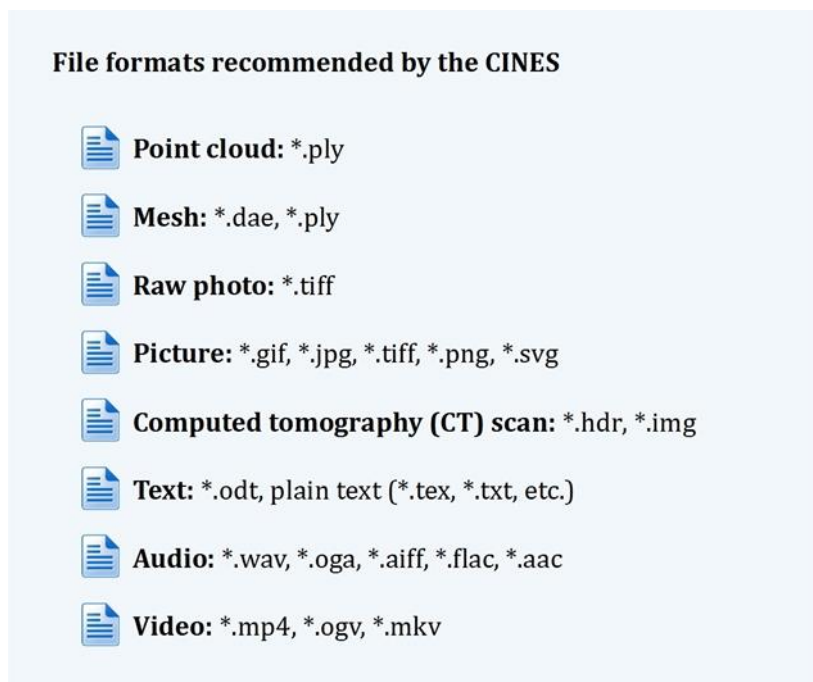 File formats recommended by the CINES
Point cloud: *.ply
Mesh: *.dae, *.ply
Raw photo: *.tiff
Picture: *.gif, *.jpg, *.tiff, *.png, *.svg
Computed tomography (CT) scan: *.hdr, *.img
Text: *.odt, plain text (*.tex, *.txt, etc.)
Audio: *.wav, *.oga, *.aiff, *.flac, *.aac
Video: *.mp4, *.ogv, *.mkv